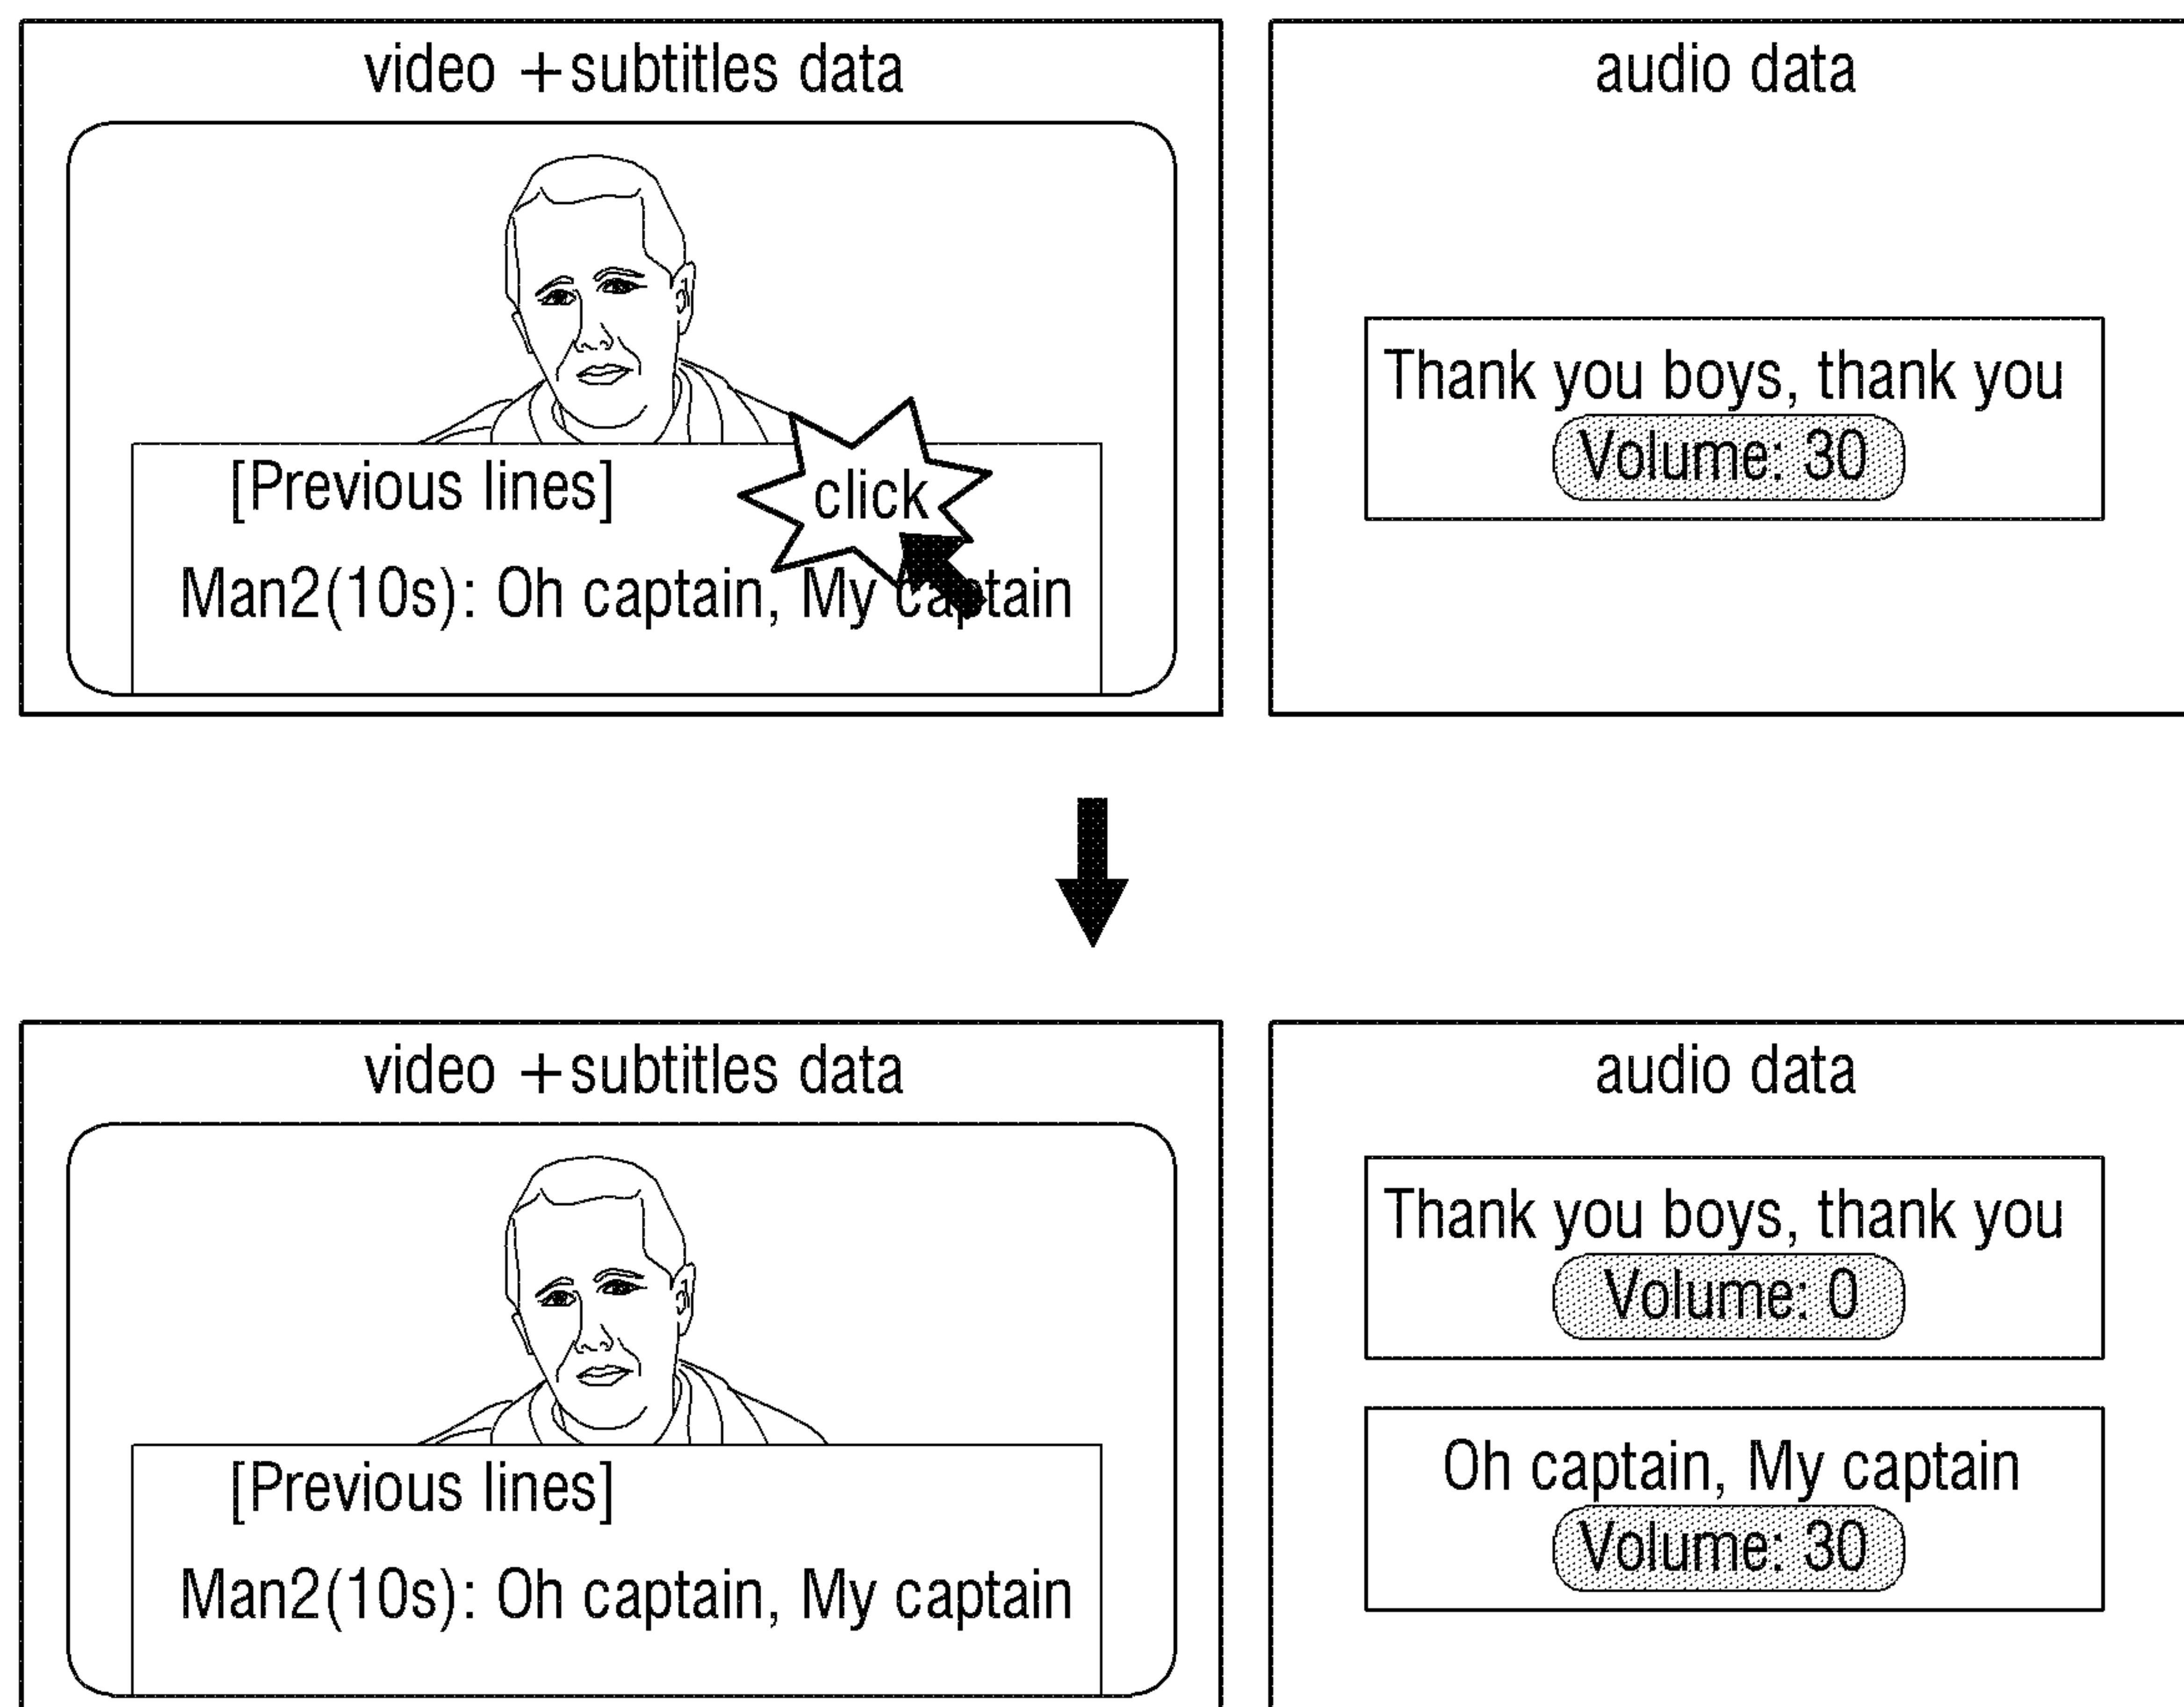 video +subtitles data
[Previous lines]
click
Man2(10s): Oh captain, My captain
audio data
Thank you boys, thank you
Volume: 30
video +subtitles data
[Previous lines]
Man2(10s): Oh captain, My captain
audio data
Thank you boys, thank you
Volume: 0
Oh captain, My captain
Volume: 30